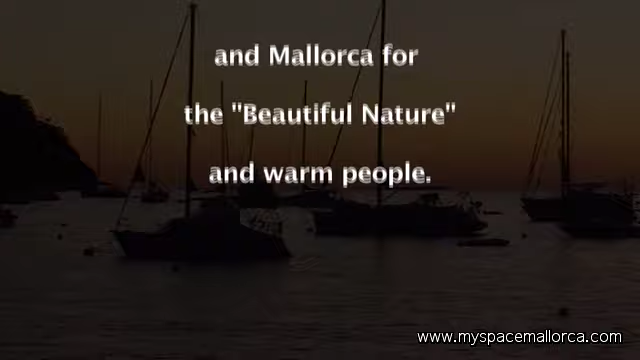 and Mallorca for
the "Beautiful Nature"
and warm people.
www.myspacemallorca.com